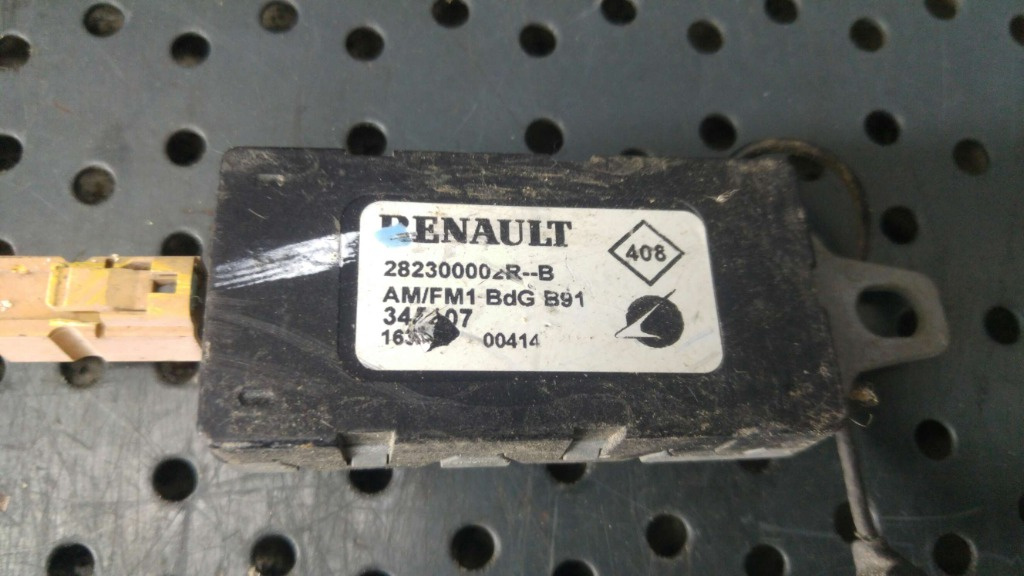 RENAULT
408
282300002R--B
AM/FM1 BdG B91
00414